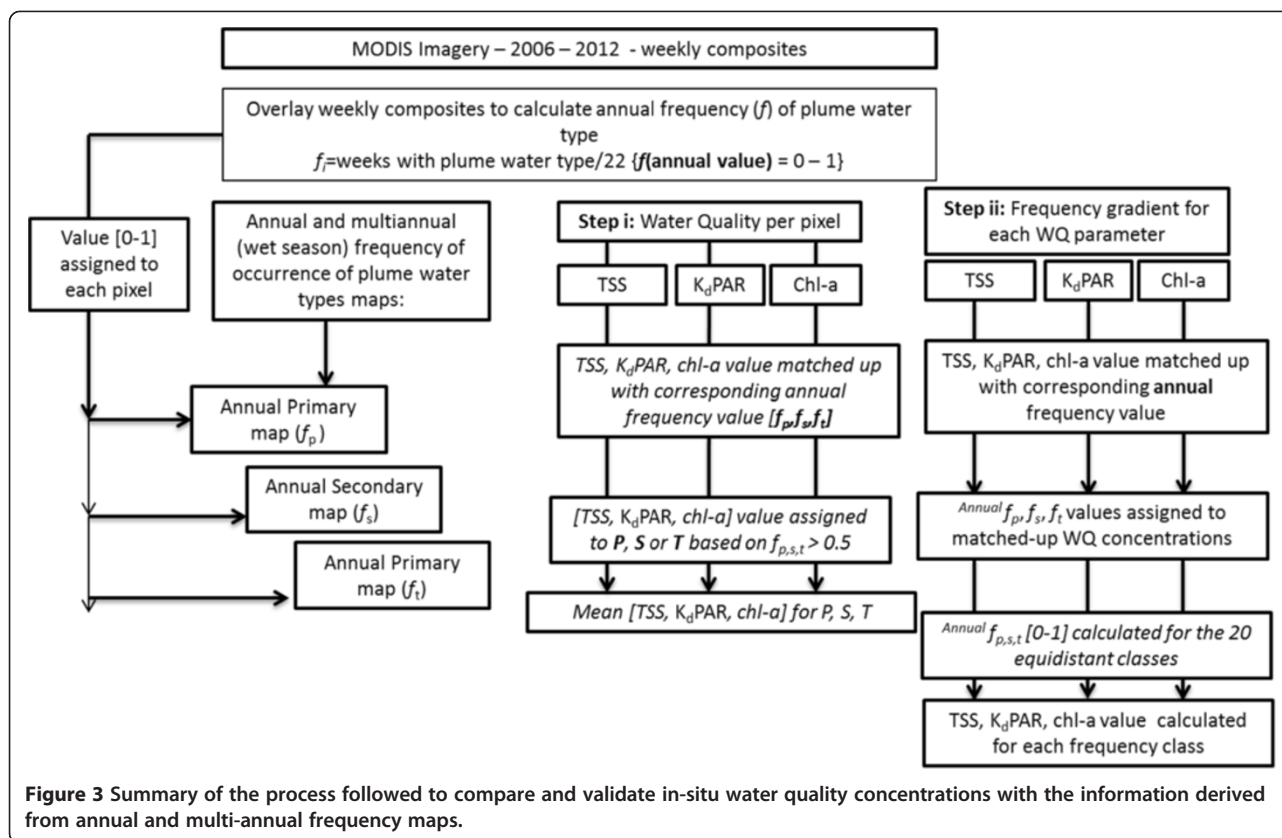 MODIS Imagery – 2006 – 2012 - weekly composites
Overlay weekly composites to calculate annual frequency (f) of plume water
type
fi=weeks with plume water type/22 {f(annual value) = 0 – 1}
Value [0-1]
assigned to
each pixel
Annual and multiannual
(wet season) frequency of
occurrence of plume water
types maps:
Annual Primary
map (fp)
Annual Secondary
map (fs)
Annual Primary
map (ft)
Step i: Water Quality per pixel
TSS
KdPAR
Chl-a
TSS, KdPAR, chl-a value matched up
with corresponding annual
frequency value [fp,fs,ft]
[TSS, KdPAR, chl-a] value assigned
to P, S or T based on fp,s,t > 0.5
Mean [TSS, KdPAR, chl-a] for P, S, T
Step ii: Frequency gradient for
each WQ parameter
TSS
KdPAR
Chl-a
TSS, KdPAR, chl-a value matched up
with corresponding annual
frequency value
Annual fp, fs, ft values assigned to
matched-up WQ concentrations
Annual fp,s,t [0-1] calculated for the 20
equidistant classes
TSS, KdPAR, chl-a value calculated
for each frequency class
Figure 3 Summary of the process followed to compare and validate in-situ water quality concentrations with the information derived
from annual and multi-annual frequency maps.